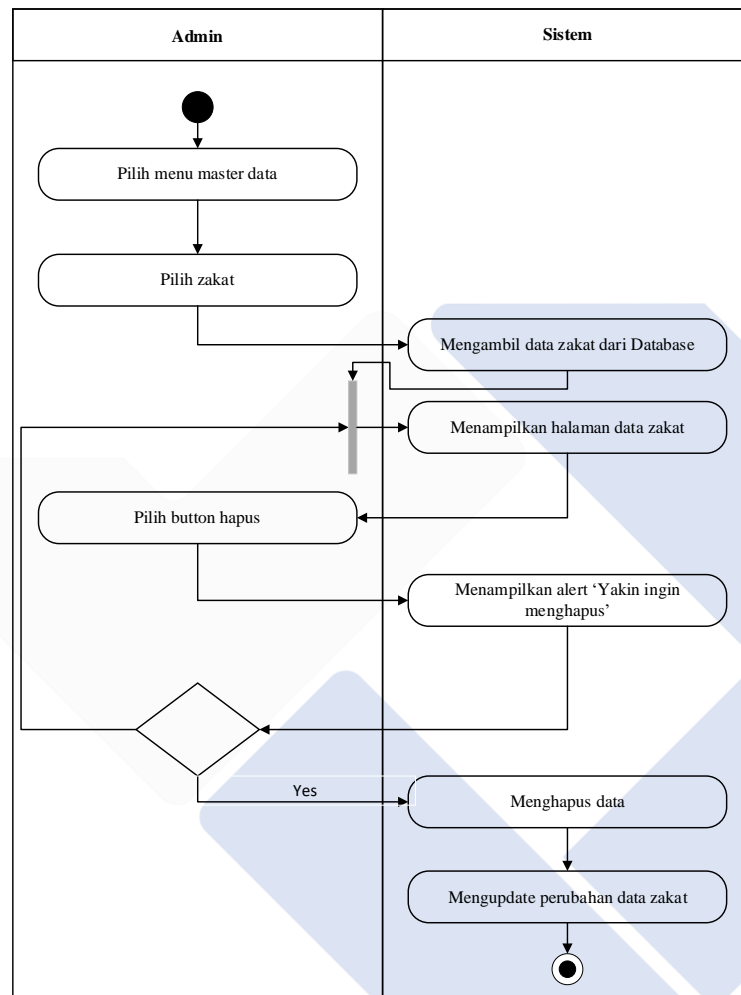 Admin
Sistem
Pilih menu master data
Pilih zakat
Mengambil data zakat dari Database
Menampilkan halaman data zakat
Pilih button hapus
Menampilkan alert ‘Yakin ingin
menghapus’
Yes
Menghapus data
Mengupdate perubahan data zakat